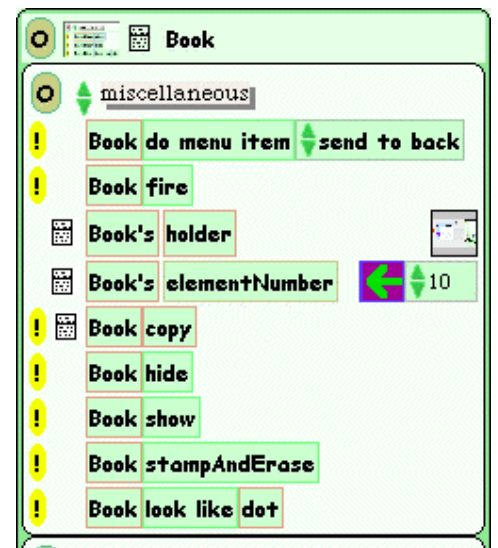 Book
miscellaneous
! Book do menu item send to back
! Book fire
Book's holder
Book's elementNumber 10
! Book copy
! Book hide
! Book show
! Book stampAndErase
! Book look like dot